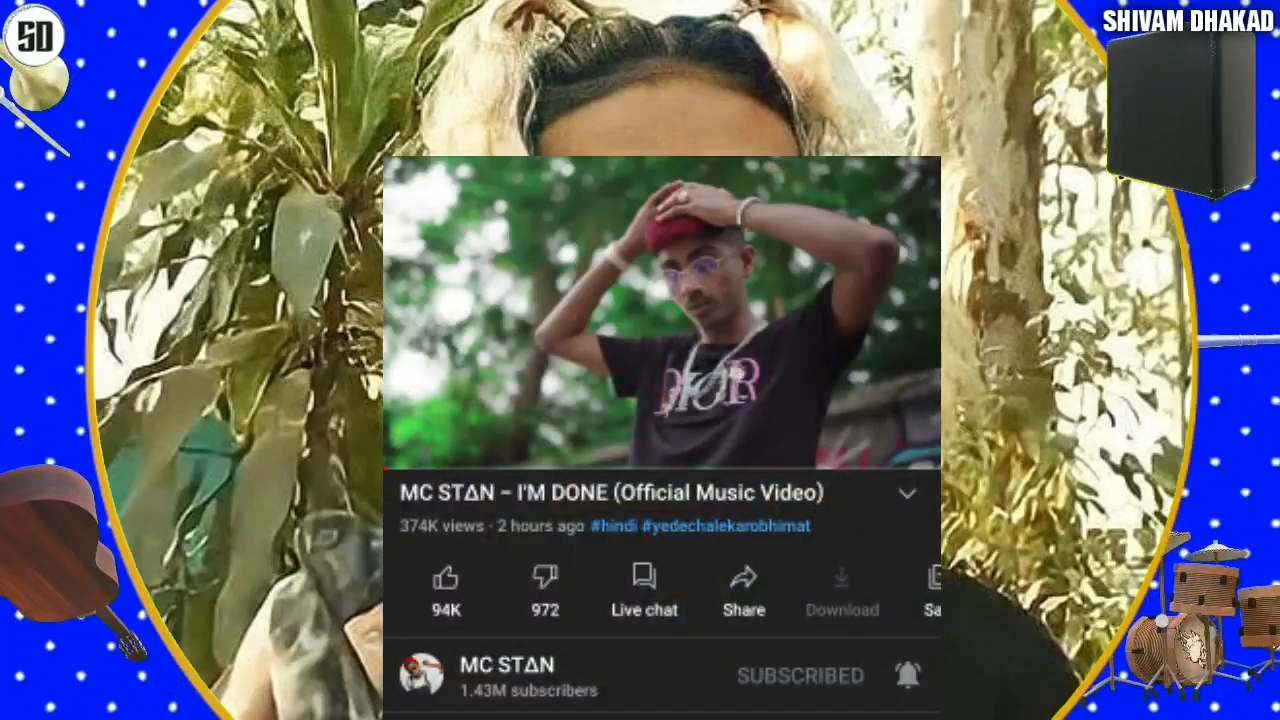 SD
SHIVAM DHAKAD
DIOR
MC STΔN – I'M DONE (Official Music Video)
374K views · 2 hours ago #hindi #yedechalekarobhimat
94K
972
Live chat
Share
Download
Sa
MC STΔN
1.43M subscribers
SUBSCRIBED